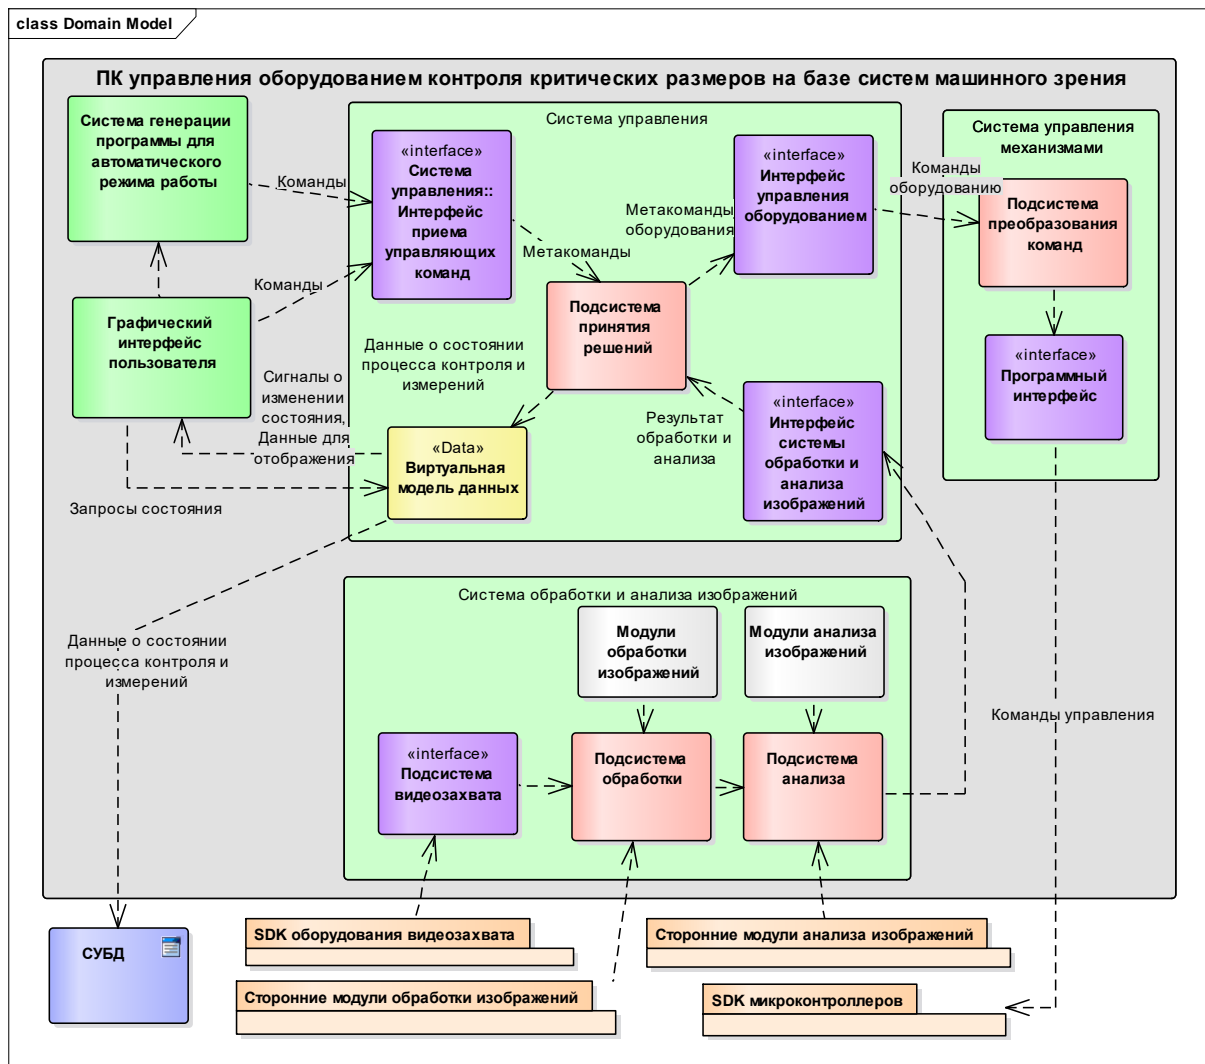 class Domain Model
ПК управления оборудованием контроля критических размеров на базе систем машинного зрения
Система генерации
программы для
автоматического
режима работы
Графический
интерфейс
пользователя
Команды
Команды
Система управления
«interface»
Система
управления::
Интерфейс
приема
управляющих
команд
Метакоманды
Подсистема
принятия
решений
Метакоманды
оборудования
«interface»
Интерфейс
управления
оборудованием
Команды
оборудованию
Система управления
механизмами
Подсистема
преобразования
команд
«interface»
Программный
интерфейс
Данные о состоянии
процесса контроля и
измерений
Сигналы о
изменении
состояния,
Данные для
отображения
«Data»
Виртуальная
модель данных
Результат
обработки и
анализа
«interface»
Интерфейс
системы
обработки и
анализа
изображений
Запросы состояния
Данные о состоянии
процесса контроля и
измерений
Система обработки и анализа изображений
Модули
обработки
изображений
Модули анализа
изображений
«interface»
Подсистема
видеозахвата
Подсистема
обработки
Подсистема
анализа
Команды управления
СУБД
SDK оборудования видеозахвата
Сторонние модули анализа изображений
Сторонние модули обработки изображений
SDK микроконтроллеров